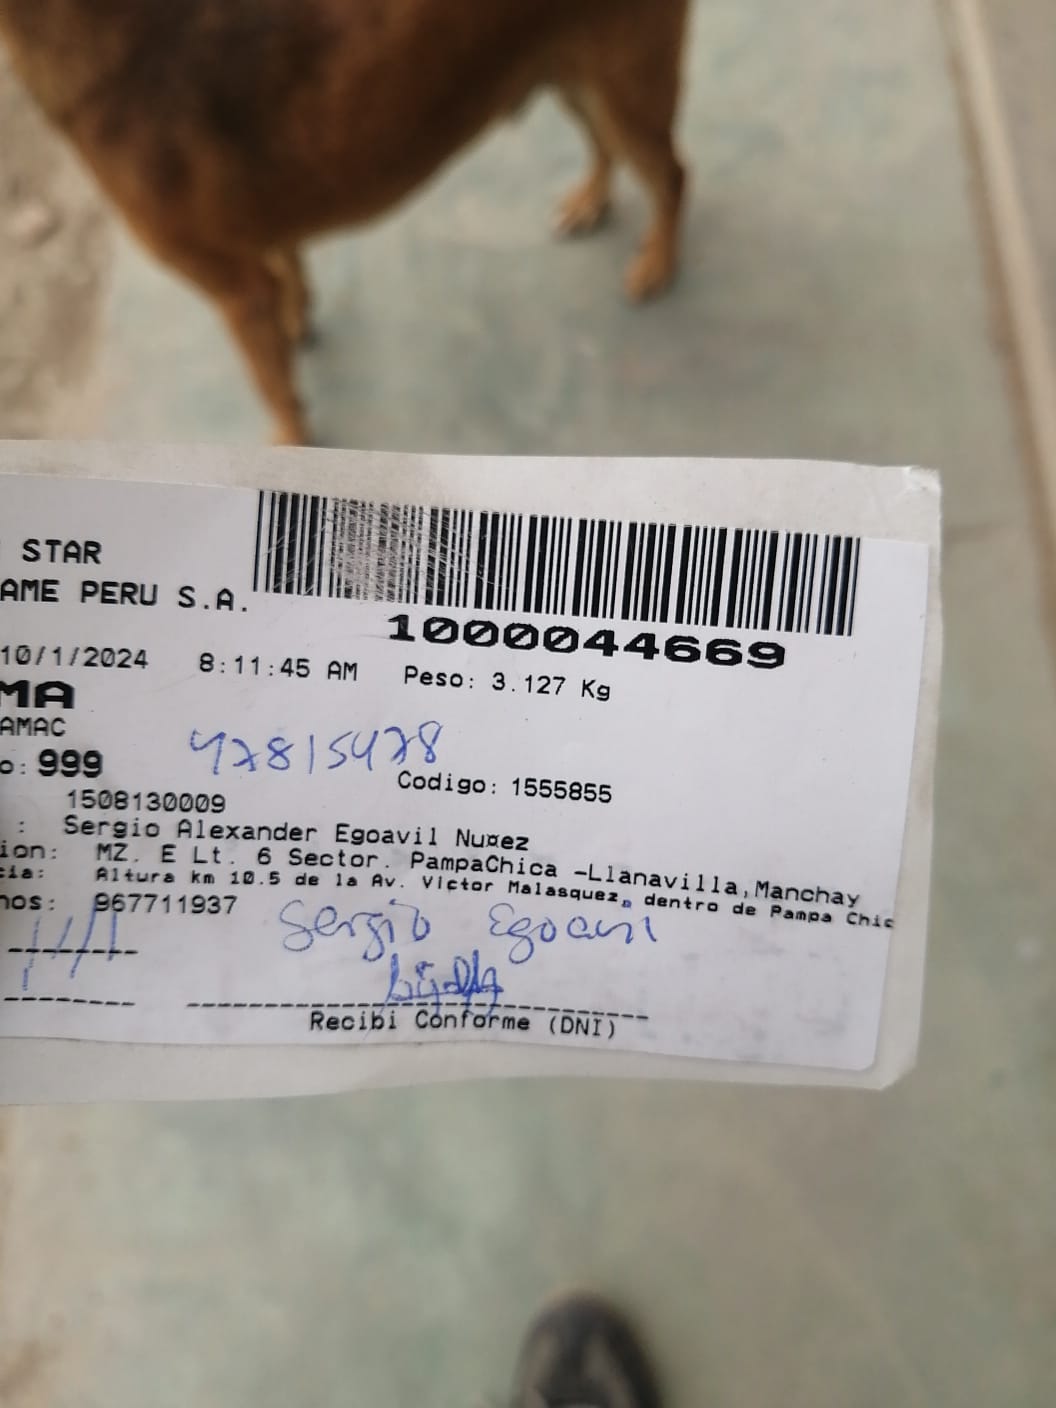 STAR
AME PERU S.A.
1000044669
10/1/2024 8:11:45 AM Peso: 3.127 Kg
MA
AMAC
47815478
o: 999 Codigo: 1555855
1508130009
: Sergio Alexander Egoavil Nu¤ez
ion: MZ. E Lt. 6 Sector. PampaChica -Llanavilla,Manchay
cia: Altura km 10.5 de la Av. Victor Malasquez, dentro de Pampa Chic
nos: 967711937
Sergio Egoavil
Recibi Conforme (DNI)